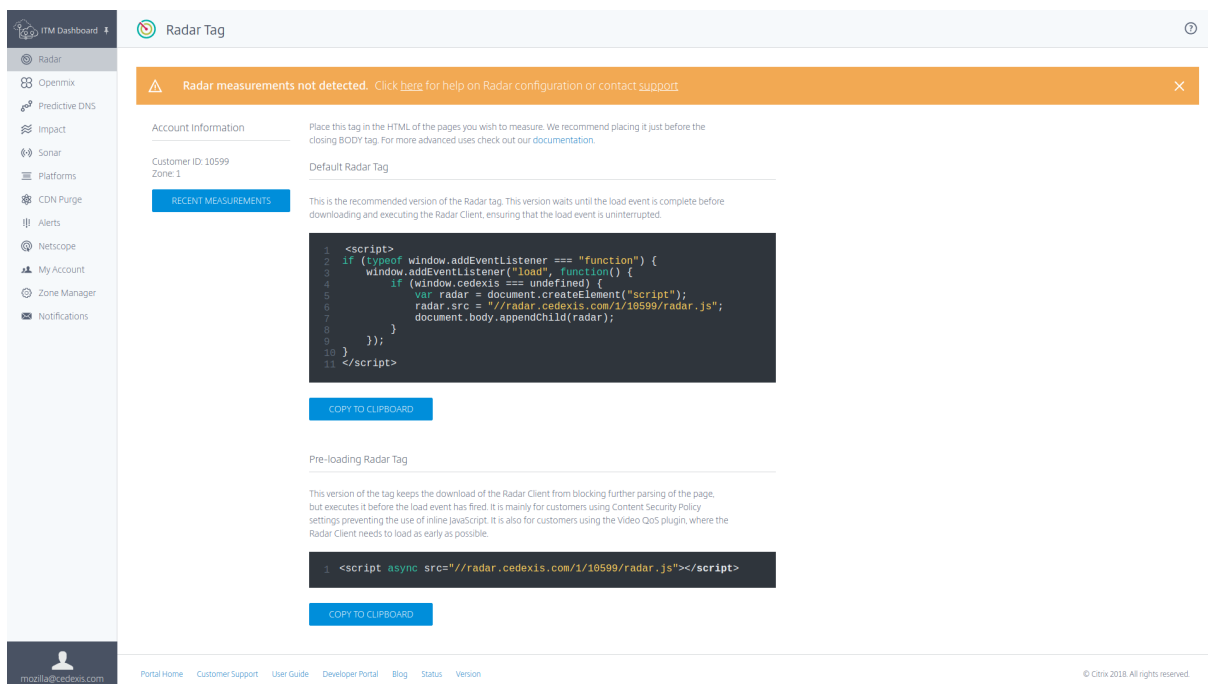 ITM Dashboard
Radar Tag
Radar
Openmix
Predictive DNS
Impact
Sonar
Platforms
CDN Purge
Alerts
Netscope
My Account
Zone Manager
Notifications
mozilla@cedexis.com
Radar measurements not detected. Click here for help on Radar configuration or contact support
Account Information
Customer ID: 10599
Zone: 1
RECENT MEASUREMENTS
Place this tag in the HTML of the pages you wish to measure. We recommend placing it just before the
closing BODY tag. For more advanced uses check out our documentation.
Default Radar Tag
This is the recommended version of the Radar tag. This version waits until the load event is complete before
downloading and executing the Radar Client, ensuring that the load event is uninterrupted.
1 <script>
2 if (typeof window.addEventListener === "function") {
3     window.addEventListener("load", function() {
4         if (window.cedexis === undefined) {
5             var radar = document.createElement("script");
6             radar.src = "//radar.cedexis.com/1/10599/radar.js";
7             document.body.appendChild(radar);
8         }
9     });
10 }
11 </script>
COPY TO CLIPBOARD
Pre-loading Radar Tag
This version of the tag keeps the download of the Radar Client from blocking further parsing of the page,
but executes it before the load event has fired. It is mainly for customers using Content Security Policy
settings preventing the use of inline JavaScript. It is also for customers using the Video QoS plugin, where the
Radar Client needs to load as early as possible.
1 <script async src="//radar.cedexis.com/1/10599/radar.js"></script>
COPY TO CLIPBOARD
Portal Home Customer Support User Guide Developer Portal Blog Status Version
© Citrix 2018. All rights reserved.